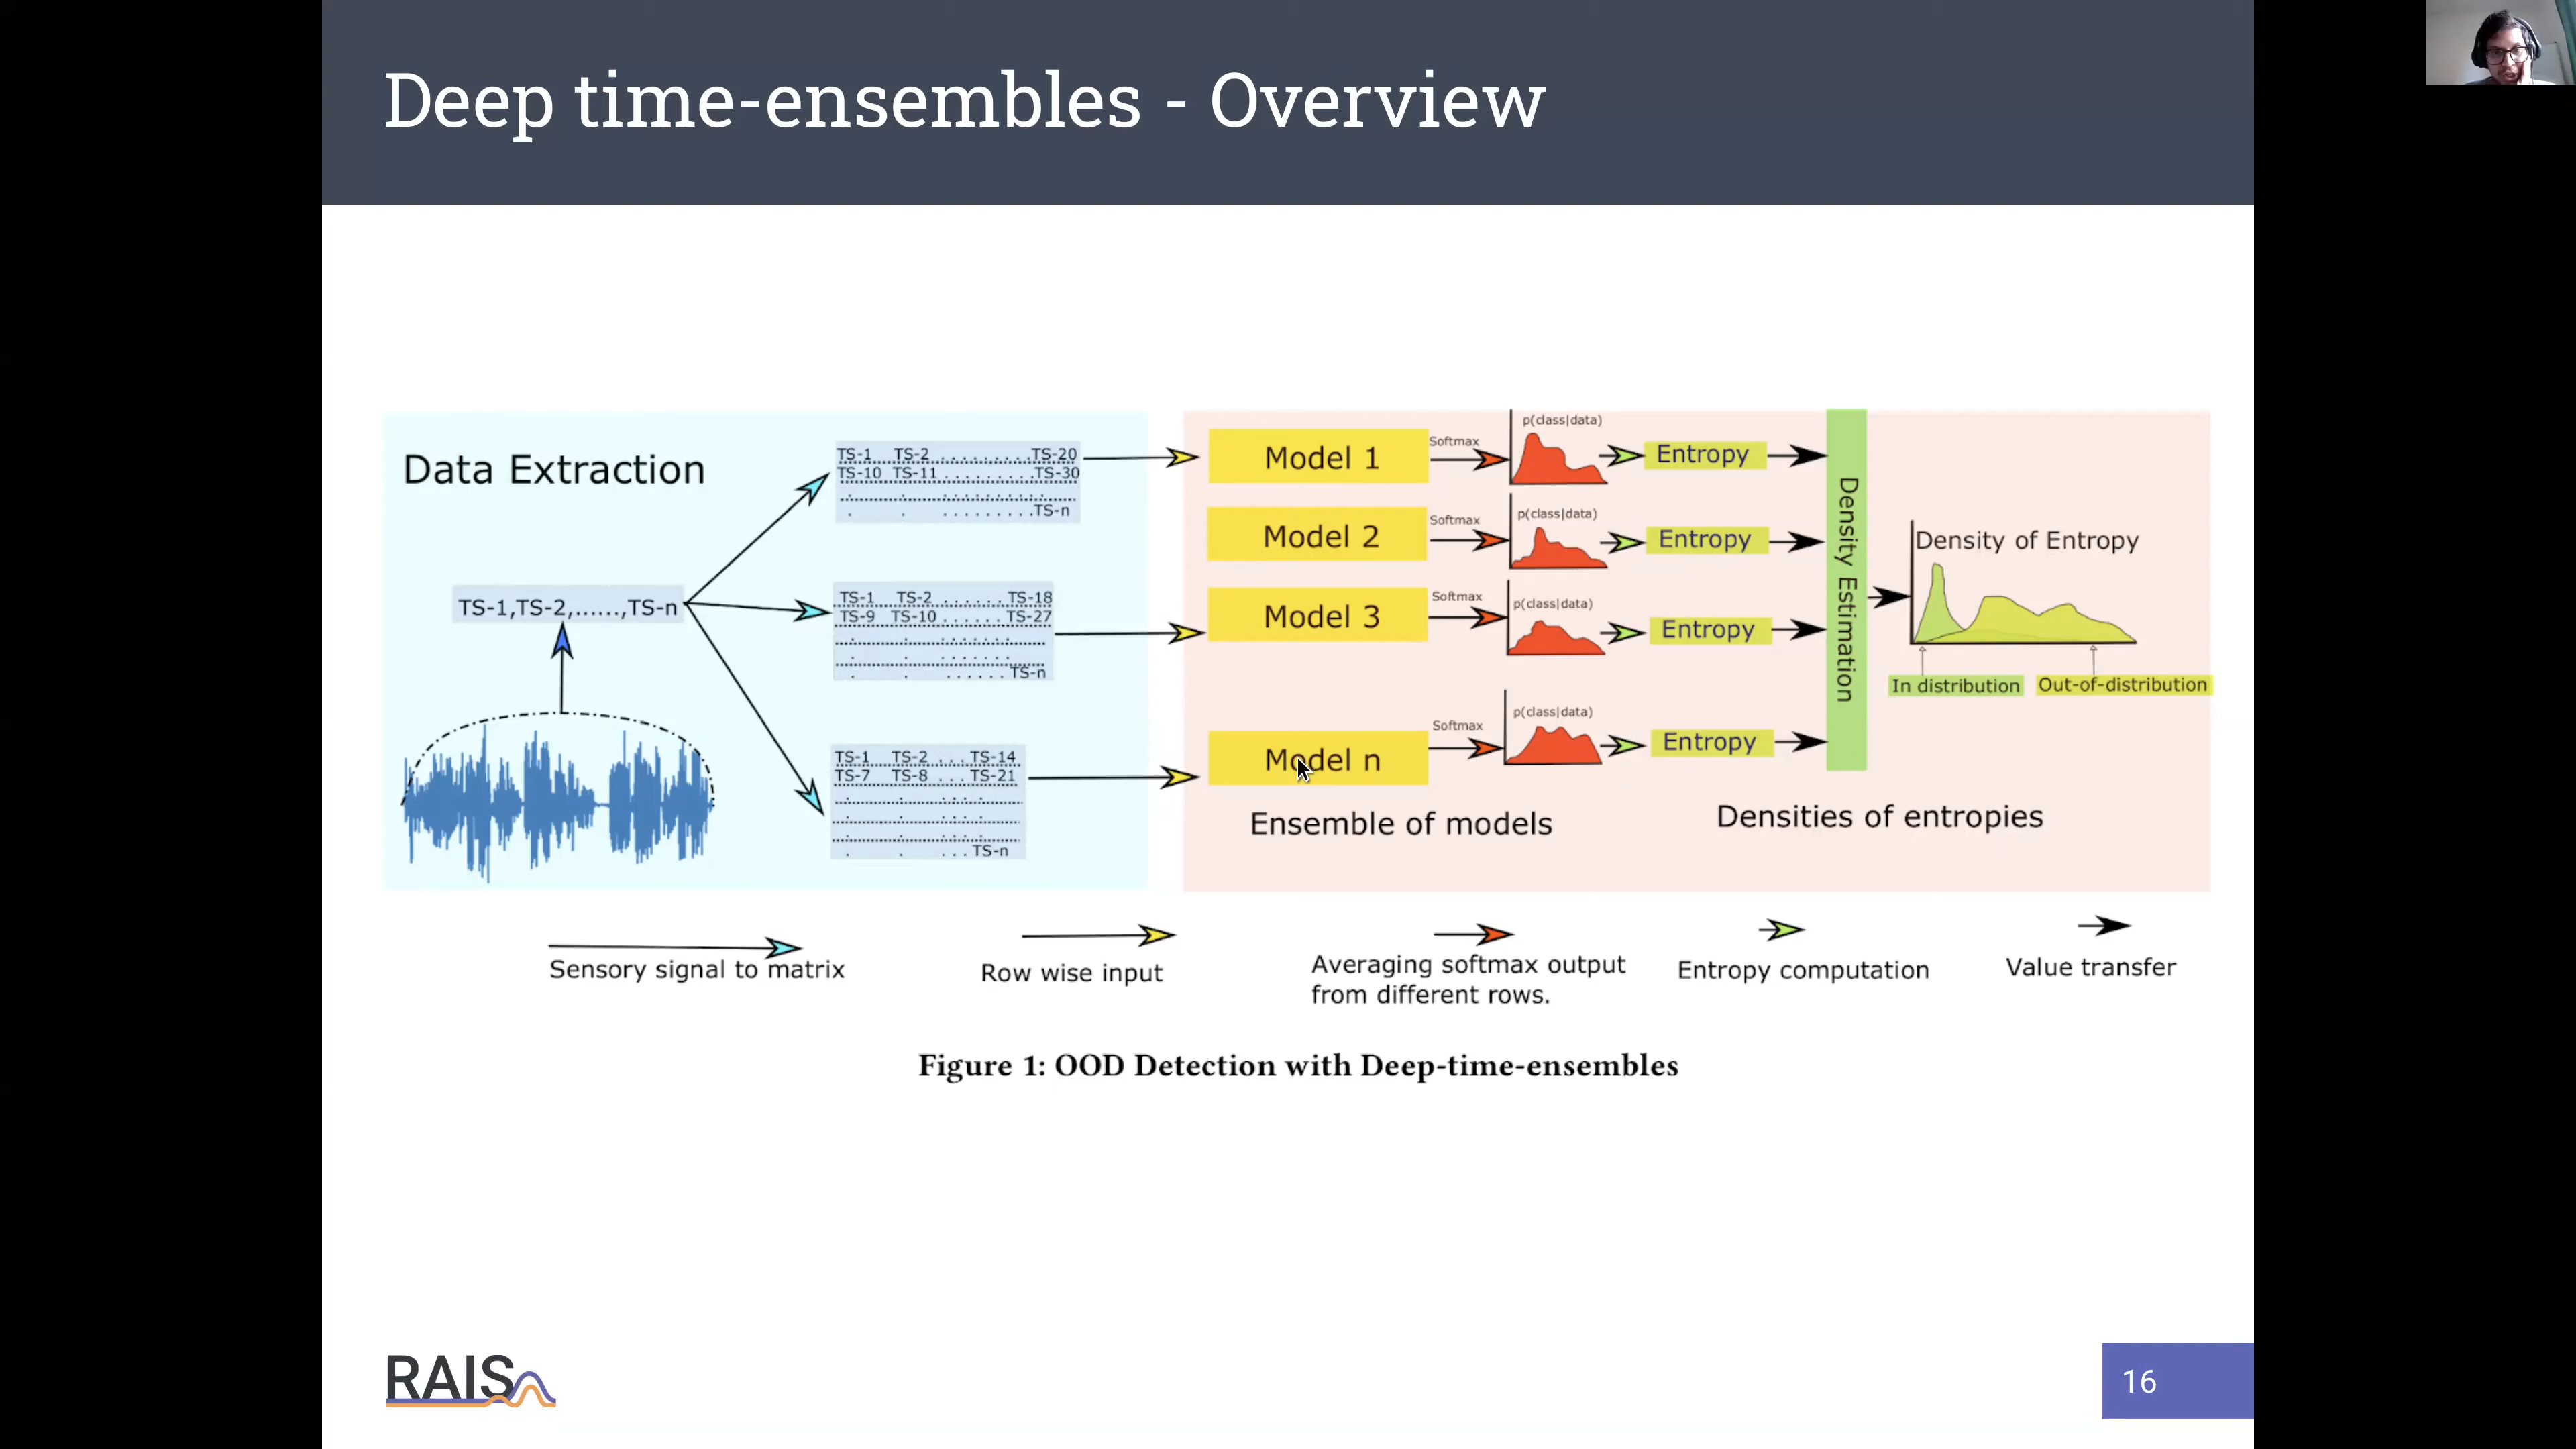 Deep time-ensembles - Overview
Data Extraction
TS-1,TS-2,......,TS-n
TS-1 TS-2 . . . . . . . . . TS-20
TS-10 TS-11 . . . . . . . . . TS-30
. . . . . . . . . . . .
. . . . . . . . . . . TS-n
TS-1 TS-2 . . . . . . TS-18
TS-9 TS-10 . . . . . . TS-27
. . . . . . . .
. . . . . . . .
. . . . . . . . TS-n
TS-1 TS-2 . . . TS-14
TS-7 TS-8 . . . TS-21
. . . . . .
. . . . . .
. . . . . .
. . . . . TS-n
Model 1
Softmax
p(class|data)
Entropy
Model 2
Softmax
p(class|data)
Entropy
Model 3
Softmax
p(class|data)
Entropy
Model n
Softmax
p(class|data)
Entropy
Ensemble of models
Densities of entropies
Density Estimation
Density of Entropy
In distribution
Out-of-distribution
Sensory signal to matrix
Row wise input
Averaging softmax output
from different rows.
Entropy computation
Value transfer
Figure 1: OOD Detection with Deep-time-ensembles
RAIS
16